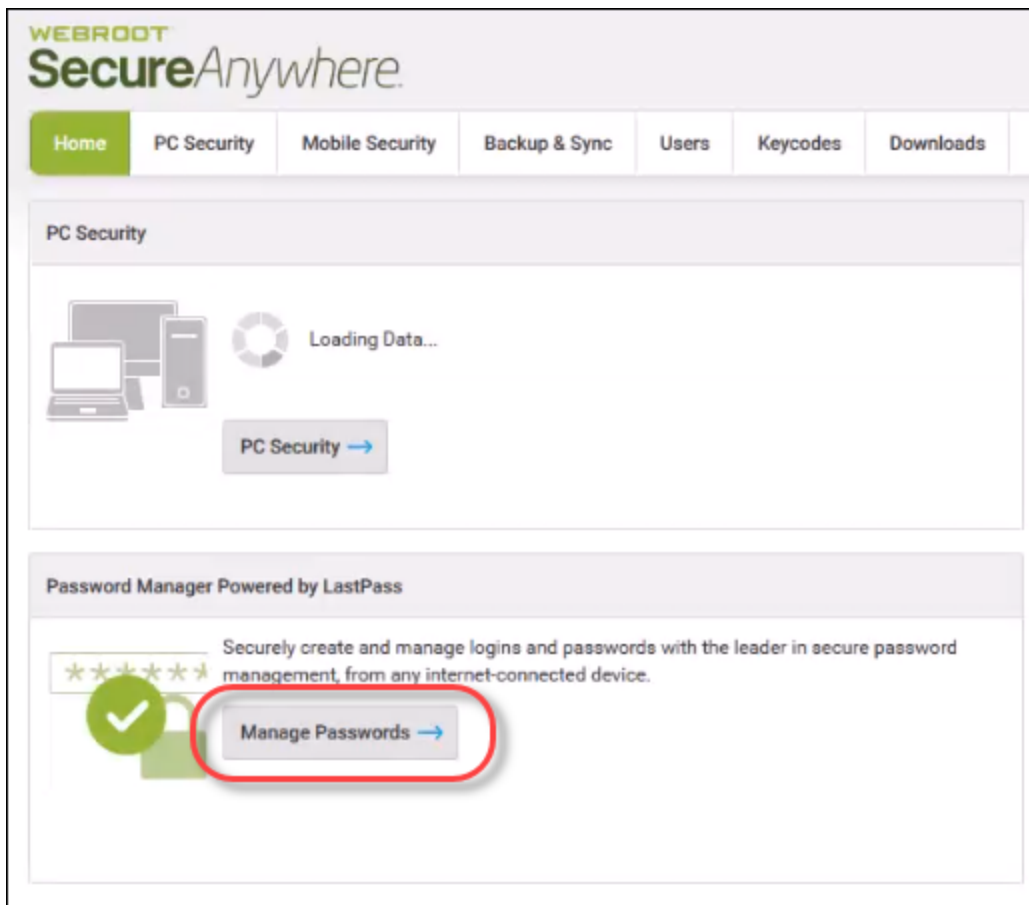 WEBROOT
SecureAnywhere.
Home PC Security Mobile Security Backup & Sync Users Keycodes Downloads
PC Security
Loading Data...
PC Security →
Password Manager Powered by LastPass
Securely create and manage logins and passwords with the leader in secure password
management, from any internet-connected device.
******
Manage Passwords →